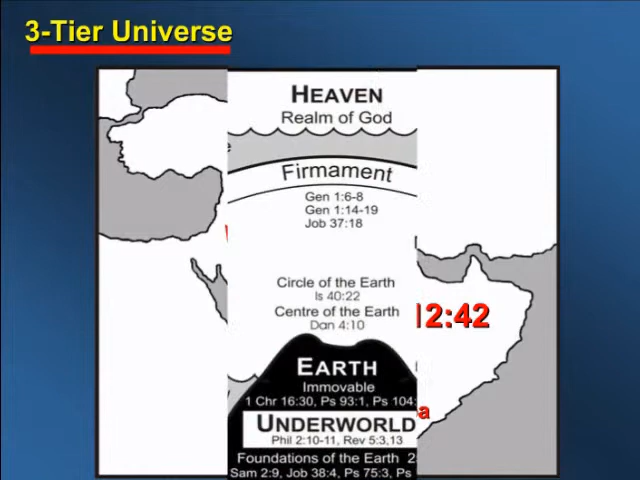 3-Tier Universe
HEAVEN
Realm of God
Firmament
Gen 1:6-8
Gen 1:14-19
Job 37:18
Circle of the Earth
Is 40:22
Centre of the Earth
Dan 4:10
12:42
EARTH
Immovable
1 Chr 16:30, Ps 93:1, Ps 104:
UNDERWORLD
Phil 2:10-11, Rev 5:3,13
Foundations of the Earth 2
Sam 2:9, Job 38:4, Ps 75:3, Ps